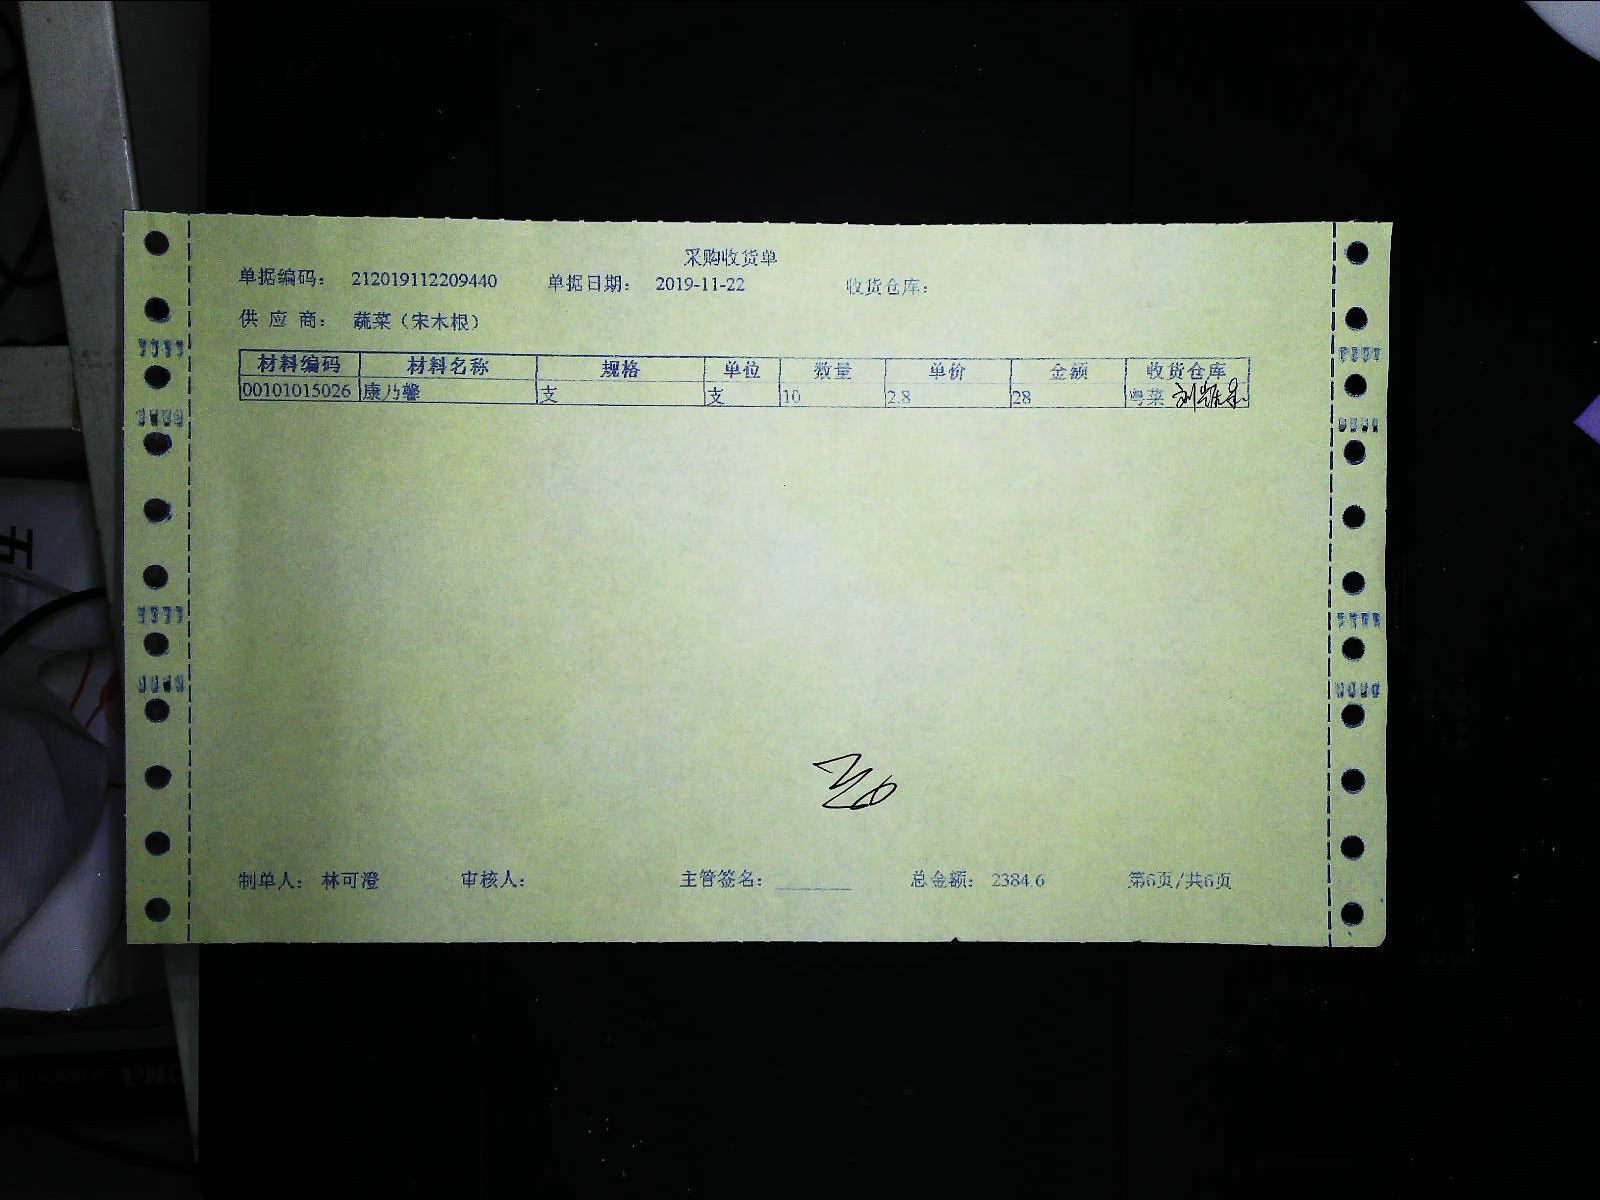 采购收货单
单据编码： 212019112209440 单据日期： 2019-11-22 收货仓库：
供 应 商： 蔬菜（宋木根）
材料编码 材料名称 规格 单位 数量 单价 金额 收货仓库
00101015026 康乃馨 支 支 10 2.8 28 粤菜
制单人： 林可澄 审核人： 主管签名： 总金额： 2384.6 第6页/共6页